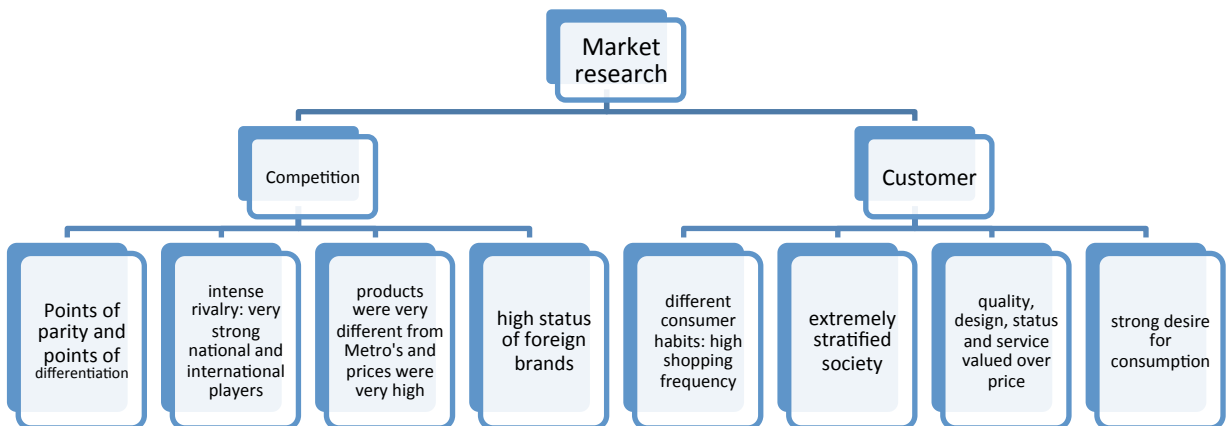 Market
research
Competition
Customer
Points of
parity and
points of
differentiation
intense
rivalry: very
strong
national and
international
players
products
were very
different from
Metro's and
prices were
very high
high status
of foreign
brands
different
consumer
habits: high
shopping
frequency
extremely
stratified
society
quality,
design, status
and service
valued over
price
strong desire
for
consumption